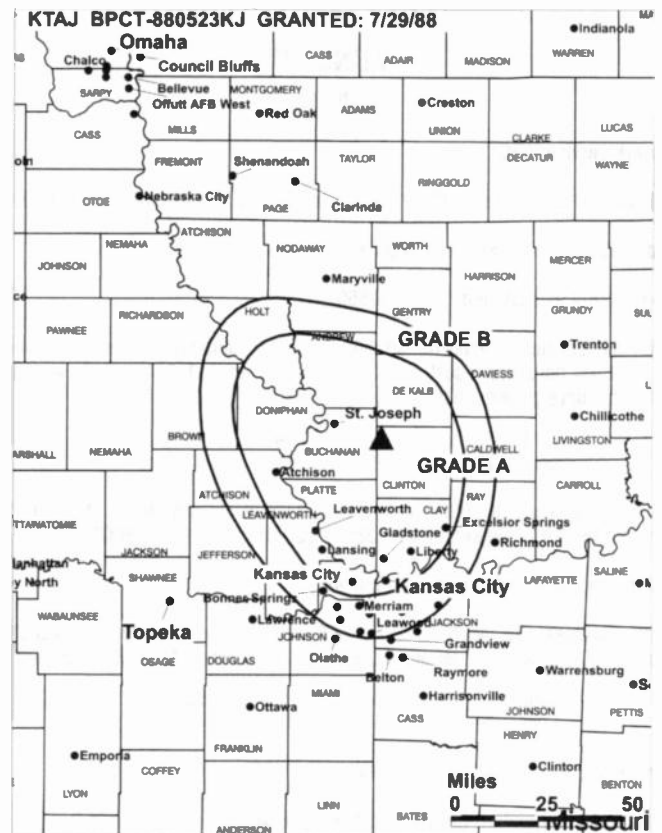 KTAJ BPCT-880523KJ GRANTED: 7/29/88
Omaha
Indianola
Chalco
Council Bluffs
CASS
ADAIR
MADISON
WARREN
SARPY
Bellevue
Offutt AFB West
MONTGOMERY
Red Oak
ADAMS
Creston
UNION
CLARKE
LUCAS
CASS
MILLS
FREMONT
Shenandoah
TAYLOR
DECATUR
WAYNE
RINGGOLD
OTOE
Nebraska City
PAGE
Clarinda
ATCHISON
NEMAHA
NODAWAY
WORTH
JOHNSON
Maryville
HARRISON
MERCER
RICHARDSON
HOLT
GENTRY
GRUNDY
PAWNEE
ANDREW
GRADE B
Trenton
DAVIESS
DE KALB
DONIPHAN
St. Joseph
Chillicothe
BROWN
LIVINGSTON
NEMAHA
BUCHANAN
CALDWELL
Atchison
GRADE A
PLATTE
CLINTON
RAY
CARROLL
ATCHISON
LEAVENWORTH
Leavenworth
CLAY
Excelsior Springs
Gladstone
JACKSON
JEFFERSON
Lansing
Liberty
Richmond
SHAWNEE
Kansas City
Kansas City
LAFAYETTE
SALINE
Bonner Springs
Merriam
WABAUNSEE
Topeka
Lawrence
Leawood
JACKSON
JOHNSON
Grandview
OSAGE
DOUGLAS
Olathe
Belton
Raymore
Warrensburg
MIAMI
Harrisonville
JOHNSON
PETTIS
Ottawa
CASS
HENRY
FRANKLIN
Emporia
COFFEY
Clinton
LYON
Miles
BENTON
LINN
0 25 50
BATES
Missouri
ANDERSON